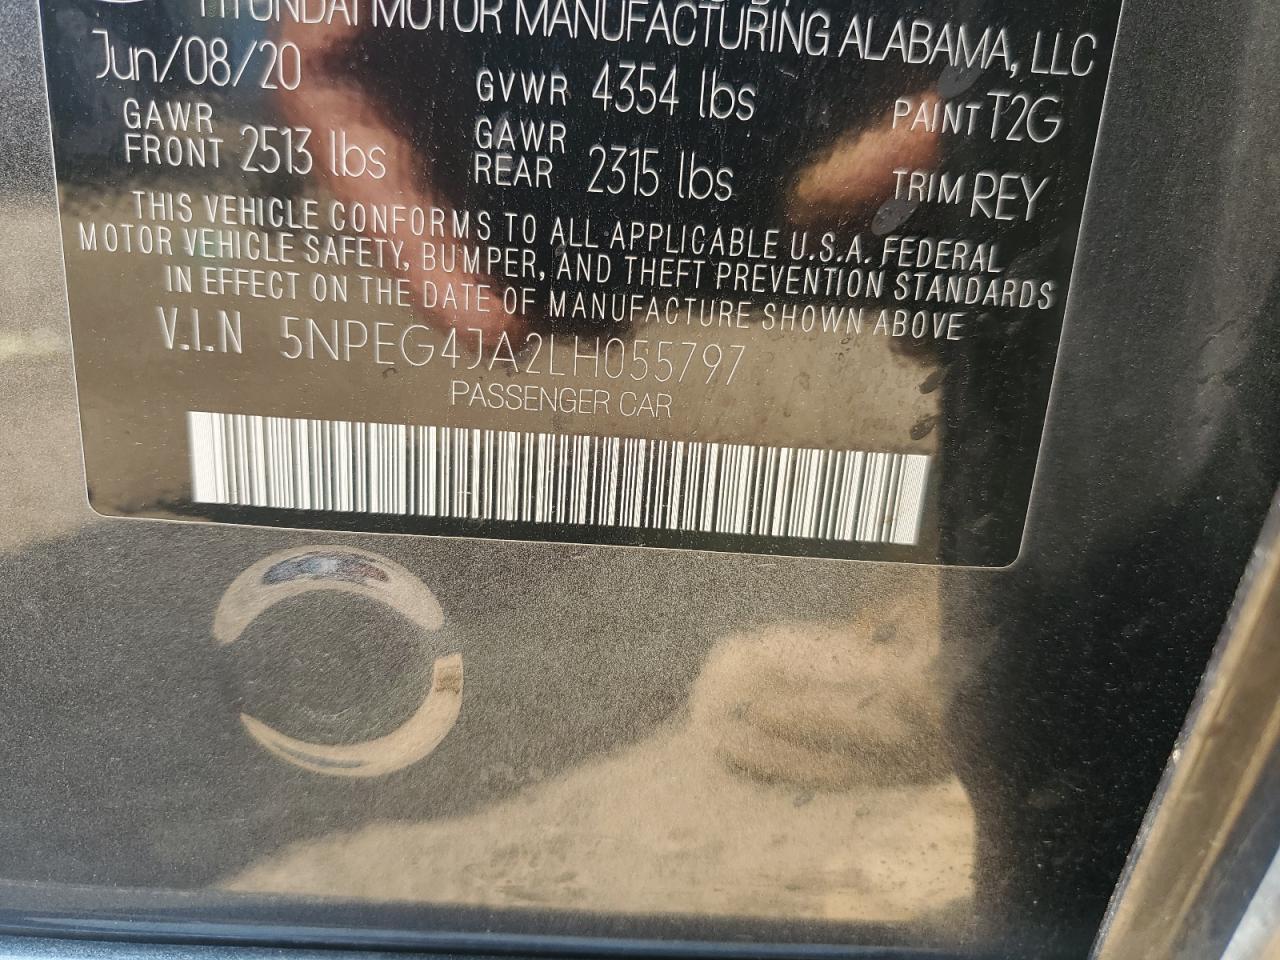 HYUNDAI MOTOR MANUFACTURING ALABAMA, LLC
Jun/08/20
GVWR 4354 lbs
PAINT T2G
GAWR FRONT 2513 lbs
GAWR REAR 2315 lbs
TRIM REY
THIS VEHICLE CONFORMS TO ALL APPLICABLE U.S.A. FEDERAL
MOTOR VEHICLE SAFETY, BUMPER, AND THEFT PREVENTION STANDARDS
IN EFFECT ON THE DATE OF MANUFACTURE SHOWN ABOVE
V.I.N 5NPEG4JA2LH055797
PASSENGER CAR